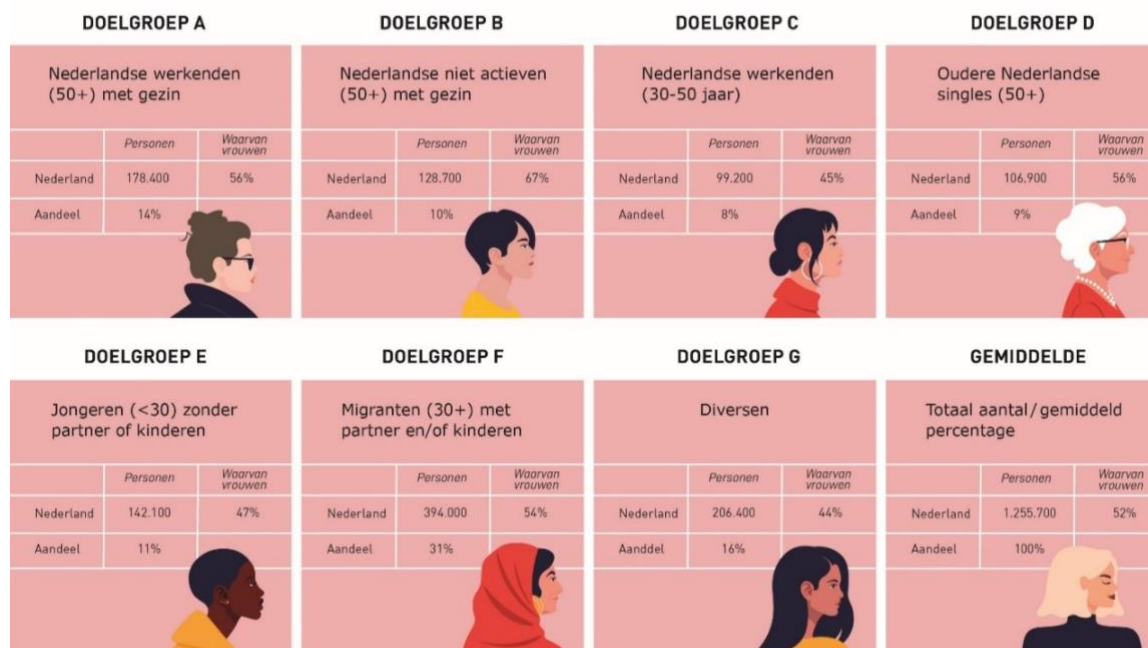 DOELGROEP A
Nederlandse werkenden
(50+) met gezin
Personen Waarvan
vrouwen
Nederland 178.400 56%
Aandeel 14%
DOELGROEP B
Nederlandse niet actieven
(50+) met gezin
Personen Waarvan
vrouwen
Nederland 128.700 67%
Aandeel 10%
DOELGROEP C
Nederlandse werkenden
(30-50 jaar)
Personen Waarvan
vrouwen
Nederland 99.200 45%
Aandeel 8%
DOELGROEP D
Oudere Nederlandse
singles (50+)
Personen Waarvan
vrouwen
Nederland 106.900 56%
Aandeel 9%
DOELGROEP E
Jongeren (<30) zonder
partner of kinderen
Personen Waarvan
vrouwen
Nederland 142.100 47%
Aandeel 11%
DOELGROEP F
Migranten (30+) met
partner en/of kinderen
Personen Waarvan
vrouwen
Nederland 394.000 54%
Aandeel 31%
DOELGROEP G
Diversen
Personen Waarvan
vrouwen
Nederland 206.400 44%
Aanddel 16%
GEMIDDELDE
Totaal aantal/gemiddeld
percentage
Personen Waarvan
vrouwen
Nederland 1.255.700 52%
Aandeel 100%